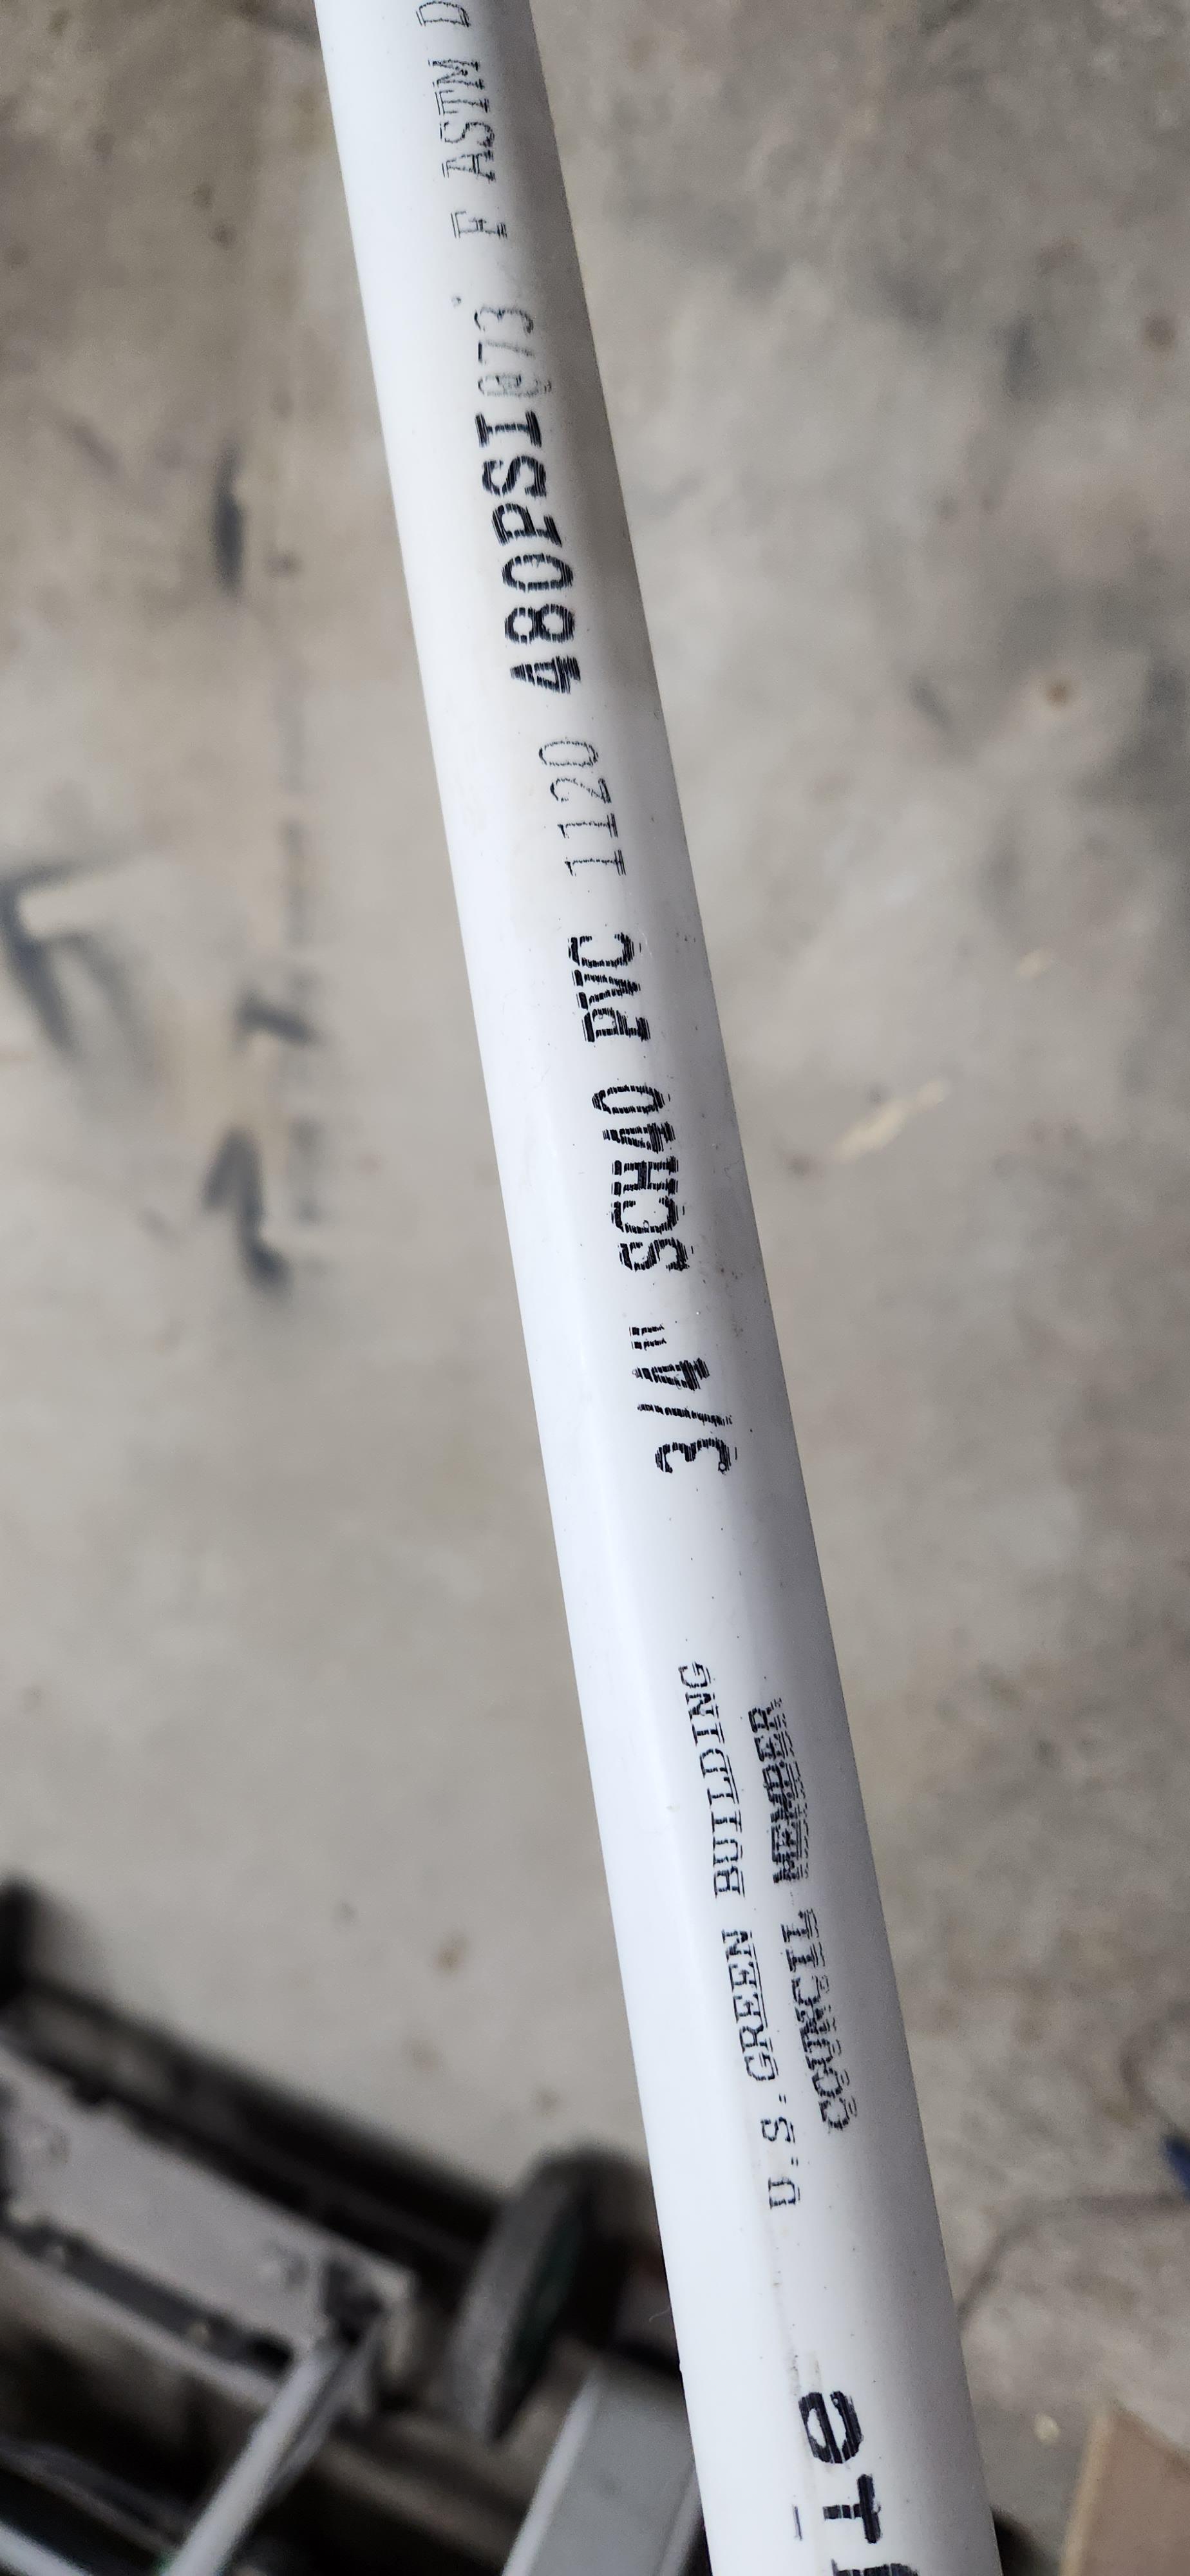 U.S. GREEN BUILDING
COUNCIL MEMBER
3/4" SCH40 PVC 1120 480PSI@73° F ASTM D